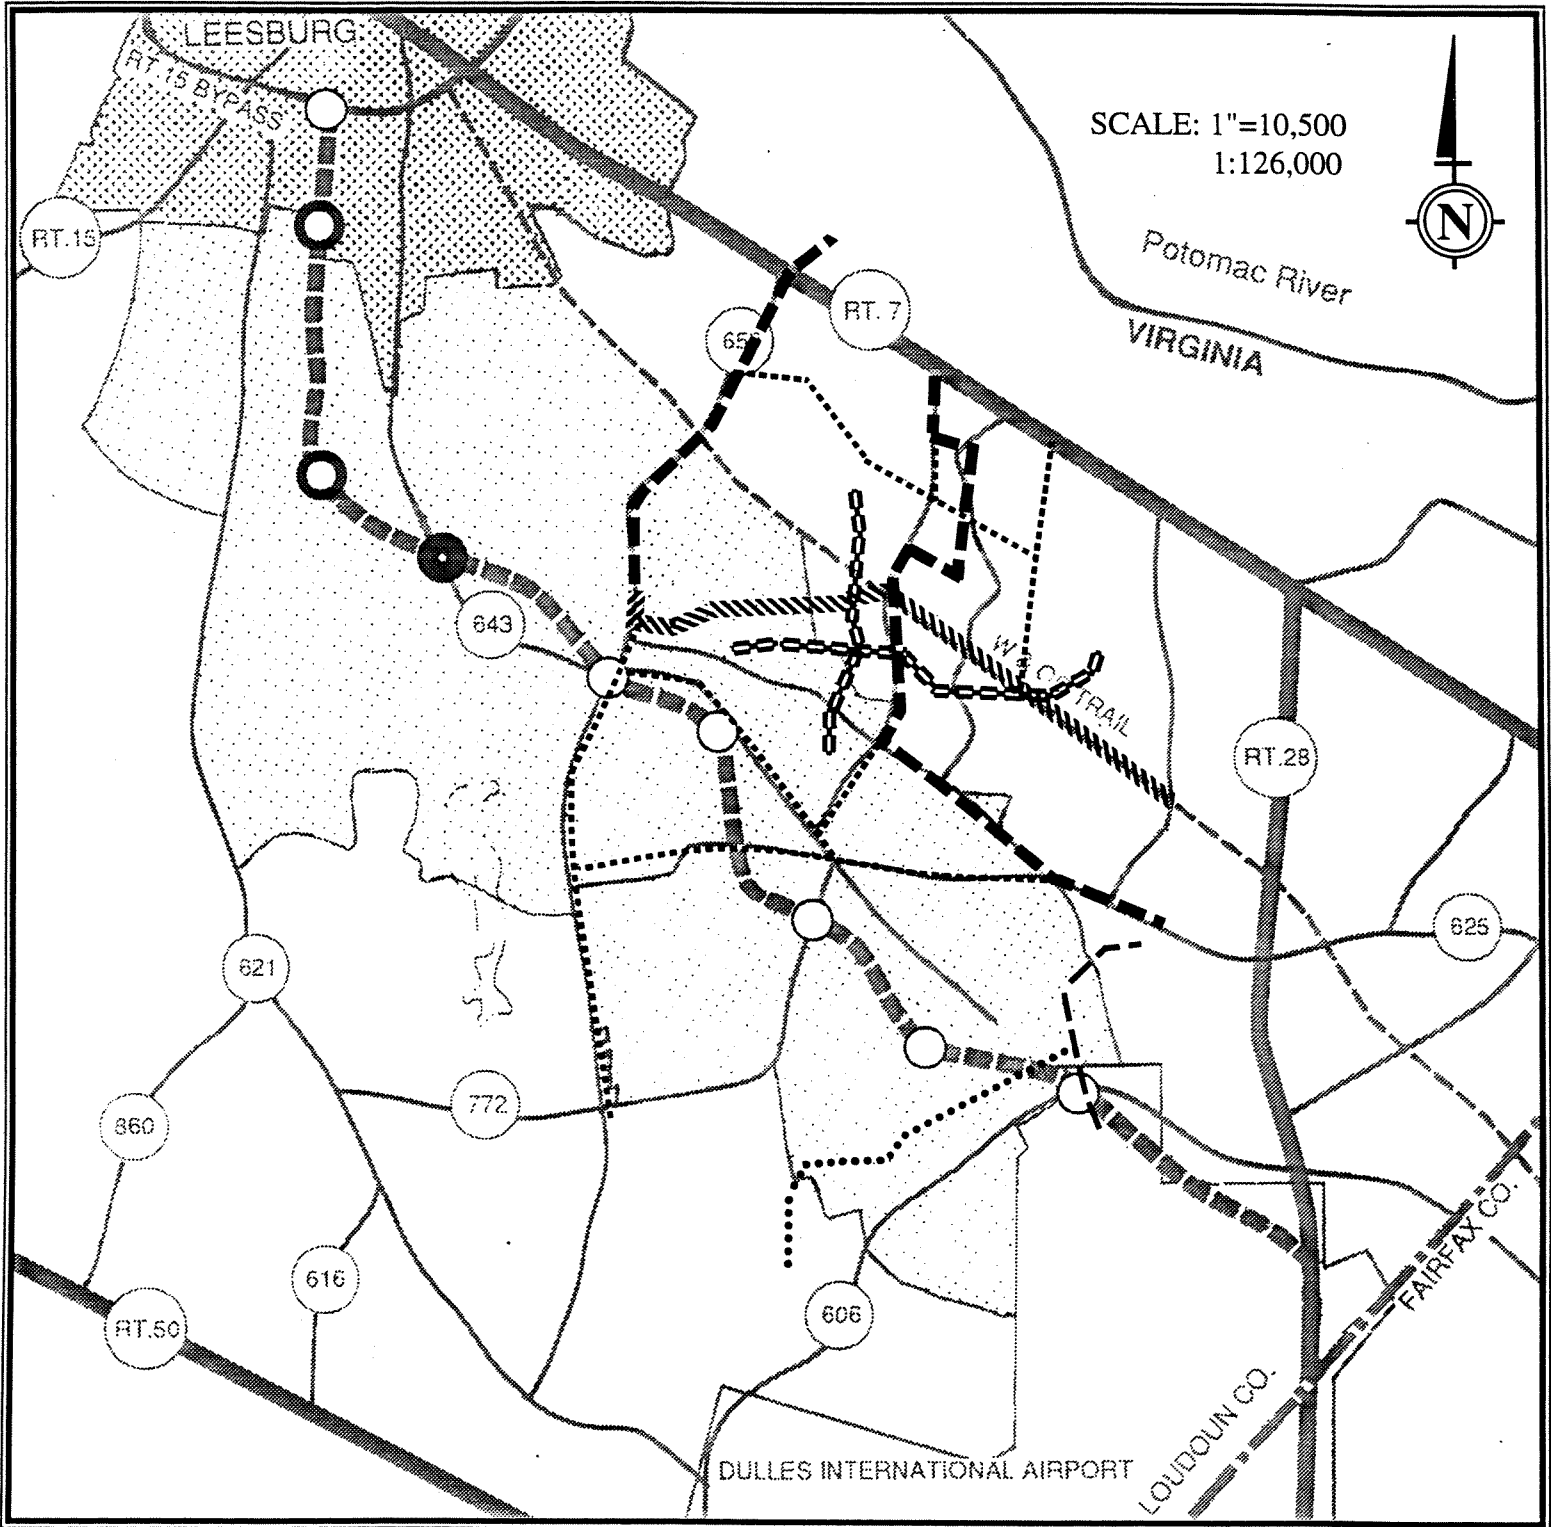 LEESBURG
RT. 15 BYPASS
SCALE: 1"=10,500
1:126,000
N
RT.15
Potomac River
VIRGINIA
RT. 7
643
W & TRAIL
RT.28
625
621
772
860
616
RT.50
606
FAIRFAX CO.
LOUDOUN CO.
DULLES INTERNATIONAL AIRPORT